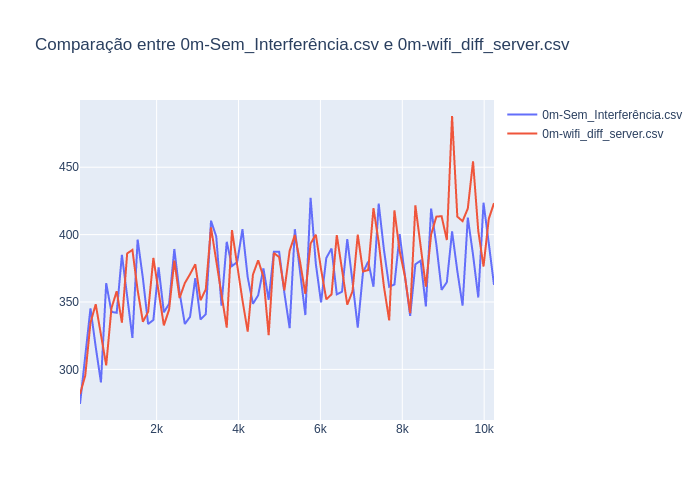 Comparação entre 0m-Sem_Interferência.csv e 0m-wifi_diff_server.csv
0m-Sem_Interferência.csv
0m-wifi_diff_server.csv
450
400
350
300
2k
4k
6k
8k
10k